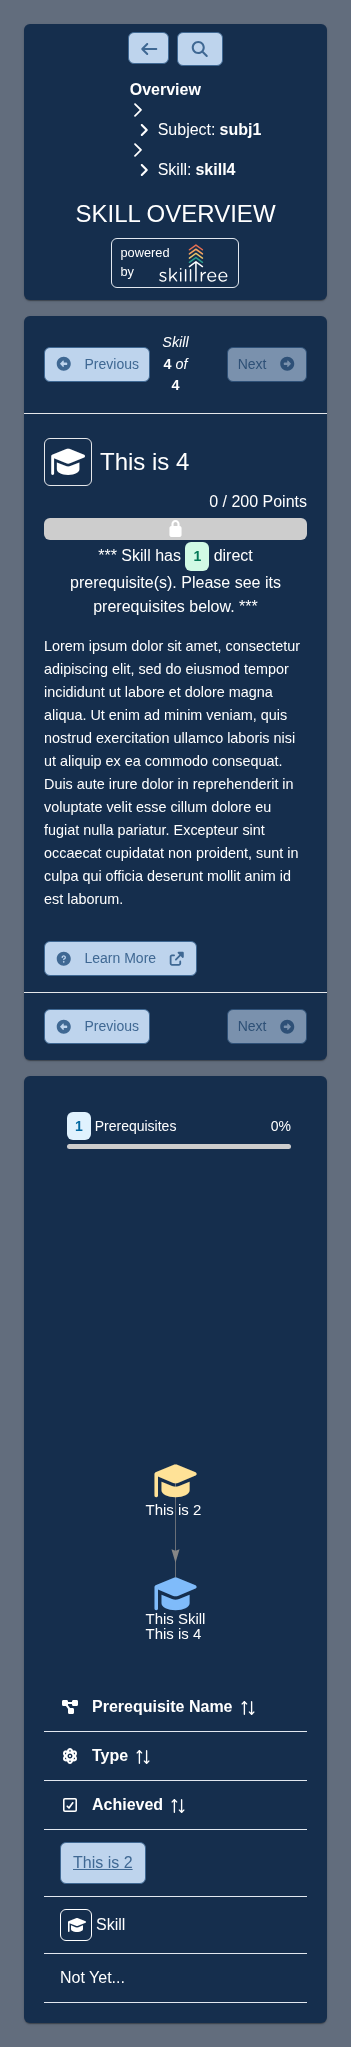 Overview
Subject: subj1
Skill: skill4
SKILL OVERVIEW
powered
by
skilltree
Previous
Skill
4 of
4
Next
This is 4
0 / 200 Points
*** Skill has 1 direct
prerequisite(s). Please see its
prerequisites below. ***
Lorem ipsum dolor sit amet, consectetur
adipiscing elit, sed do eiusmod tempor
incididunt ut labore et dolore magna
aliqua. Ut enim ad minim veniam, quis
nostrud exercitation ullamco laboris nisi
ut aliquip ex ea commodo consequat.
Duis aute irure dolor in reprehenderit in
voluptate velit esse cillum dolore eu
fugiat nulla pariatur. Excepteur sint
occaecat cupidatat non proident, sunt in
culpa qui officia deserunt mollit anim id
est laborum.
Learn More
Previous Next
1 Prerequisites 0%
This is 2
This Skill
This is 4
Prerequisite Name
Type
Achieved
This is 2
Skill
Not Yet...